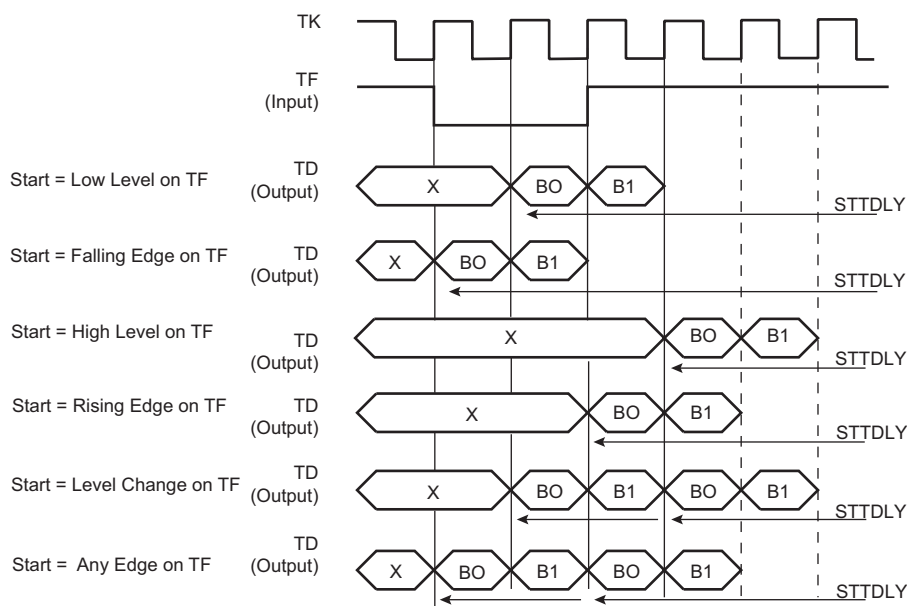 TK
TF
(Input)
Start = Low Level on TF
TD
(Output)
X
BO
B1
STTDLY
Start = Falling Edge on TF
TD
(Output)
X
BO
B1
STTDLY
Start = High Level on TF
TD
(Output)
X
BO
B1
STTDLY
Start = Rising Edge on TF
TD
(Output)
X
BO
B1
STTDLY
Start = Level Change on TF
TD
(Output)
X
BO
B1
BO
B1
STTDLY
Start = Any Edge on TF
TD
(Output)
X
BO
B1
BO
B1
STTDLY